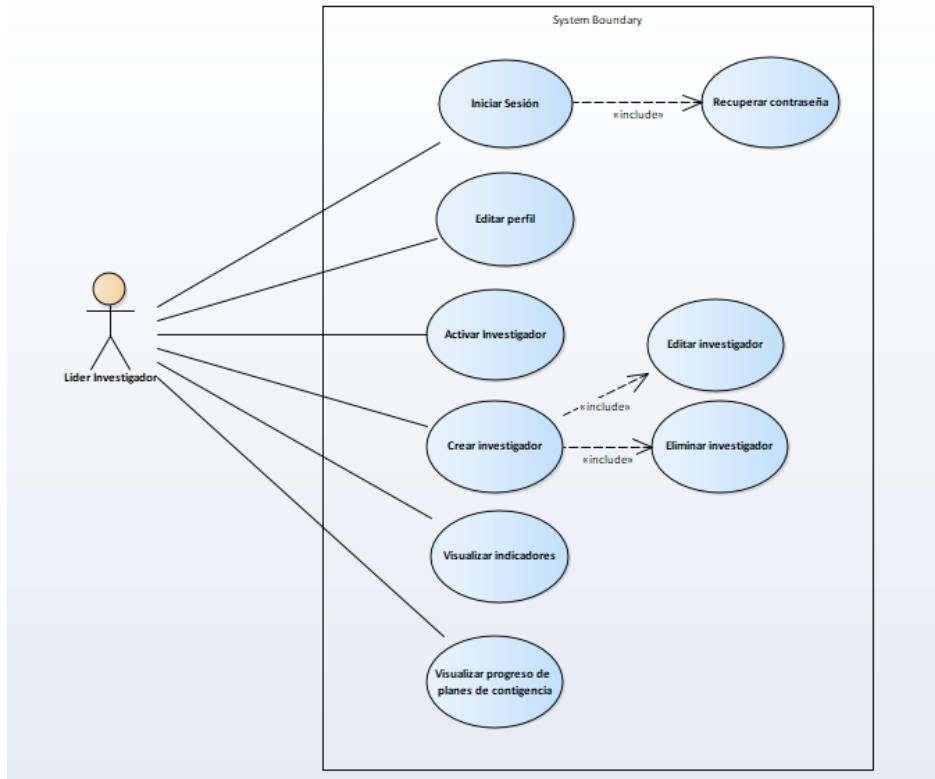 System Boundary
Iniciar Sesión
«include»
Recuperar contraseña
Editar perfil
Activar Investigador
Editar investigador
Lider Investigador
«include»
Crear investigador
«include»
Eliminar investigador
Visualizar indicadores
Visualizar progreso de
planes de contigencia